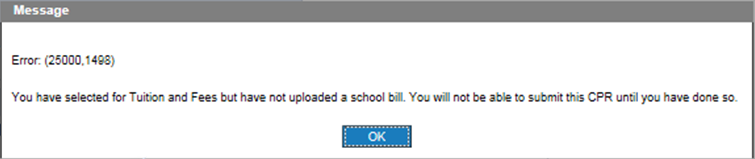 Message
Error: (25000,1498)
You have selected for Tuition and Fees but have not uploaded a school bill. You will not be able to submit this CPR until you have done so.
OK